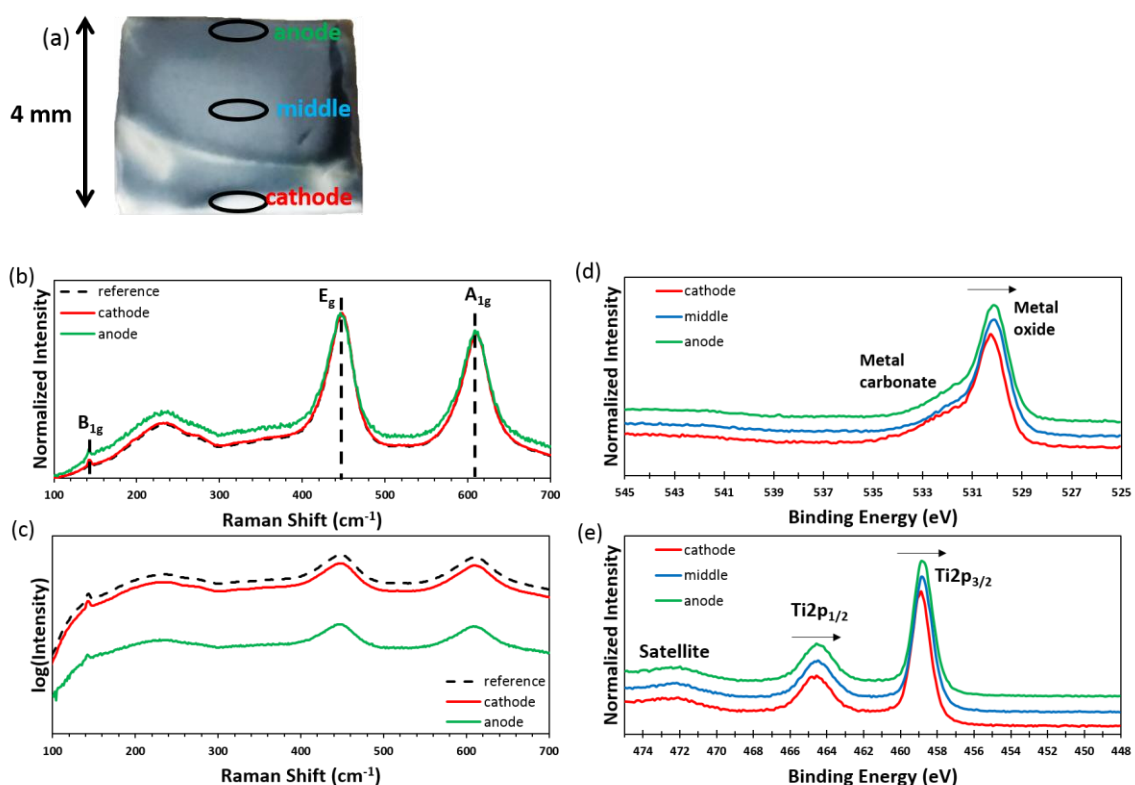 (a)
anode
4 mm
middle
cathode
(b)
Normalized Intensity
reference
cathode
anode
B1g
Eg
A1g
100 200 300 400 500 600 700
Raman Shift (cm-1)
(c)
log(Intensity)
reference
cathode
anode
100 200 300 400 500 600 700
Raman Shift (cm-1)
(d)
Normalized Intensity
cathode
middle
anode
Metal
carbonate
Metal
oxide
545 543 541 539 537 535 533 531 529 527 525
Binding Energy (eV)
(e)
Normalized Intensity
cathode
middle
anode
Satellite
Ti2p1/2
Ti2p3/2
474 472 470 468 466 464 462 460 458 456 454 452 450 448
Binding Energy (eV)